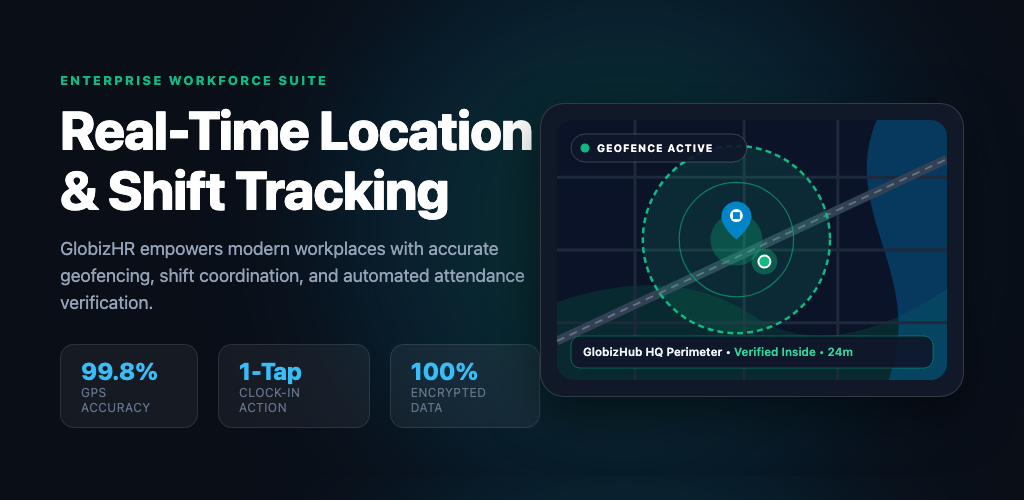 ENTERPRISE WORKFORCE SUITE
Real-Time Location
& Shift Tracking
GlobizHR empowers modern workplaces with accurate
geofencing, shift coordination, and automated attendance
verification.
99.8%
GPS
ACCURACY
1-Tap
CLOCK-IN
ACTION
100%
ENCRYPTED
DATA
GEOFENCE ACTIVE
GlobizHub HQ Perimeter • Verified Inside • 24m